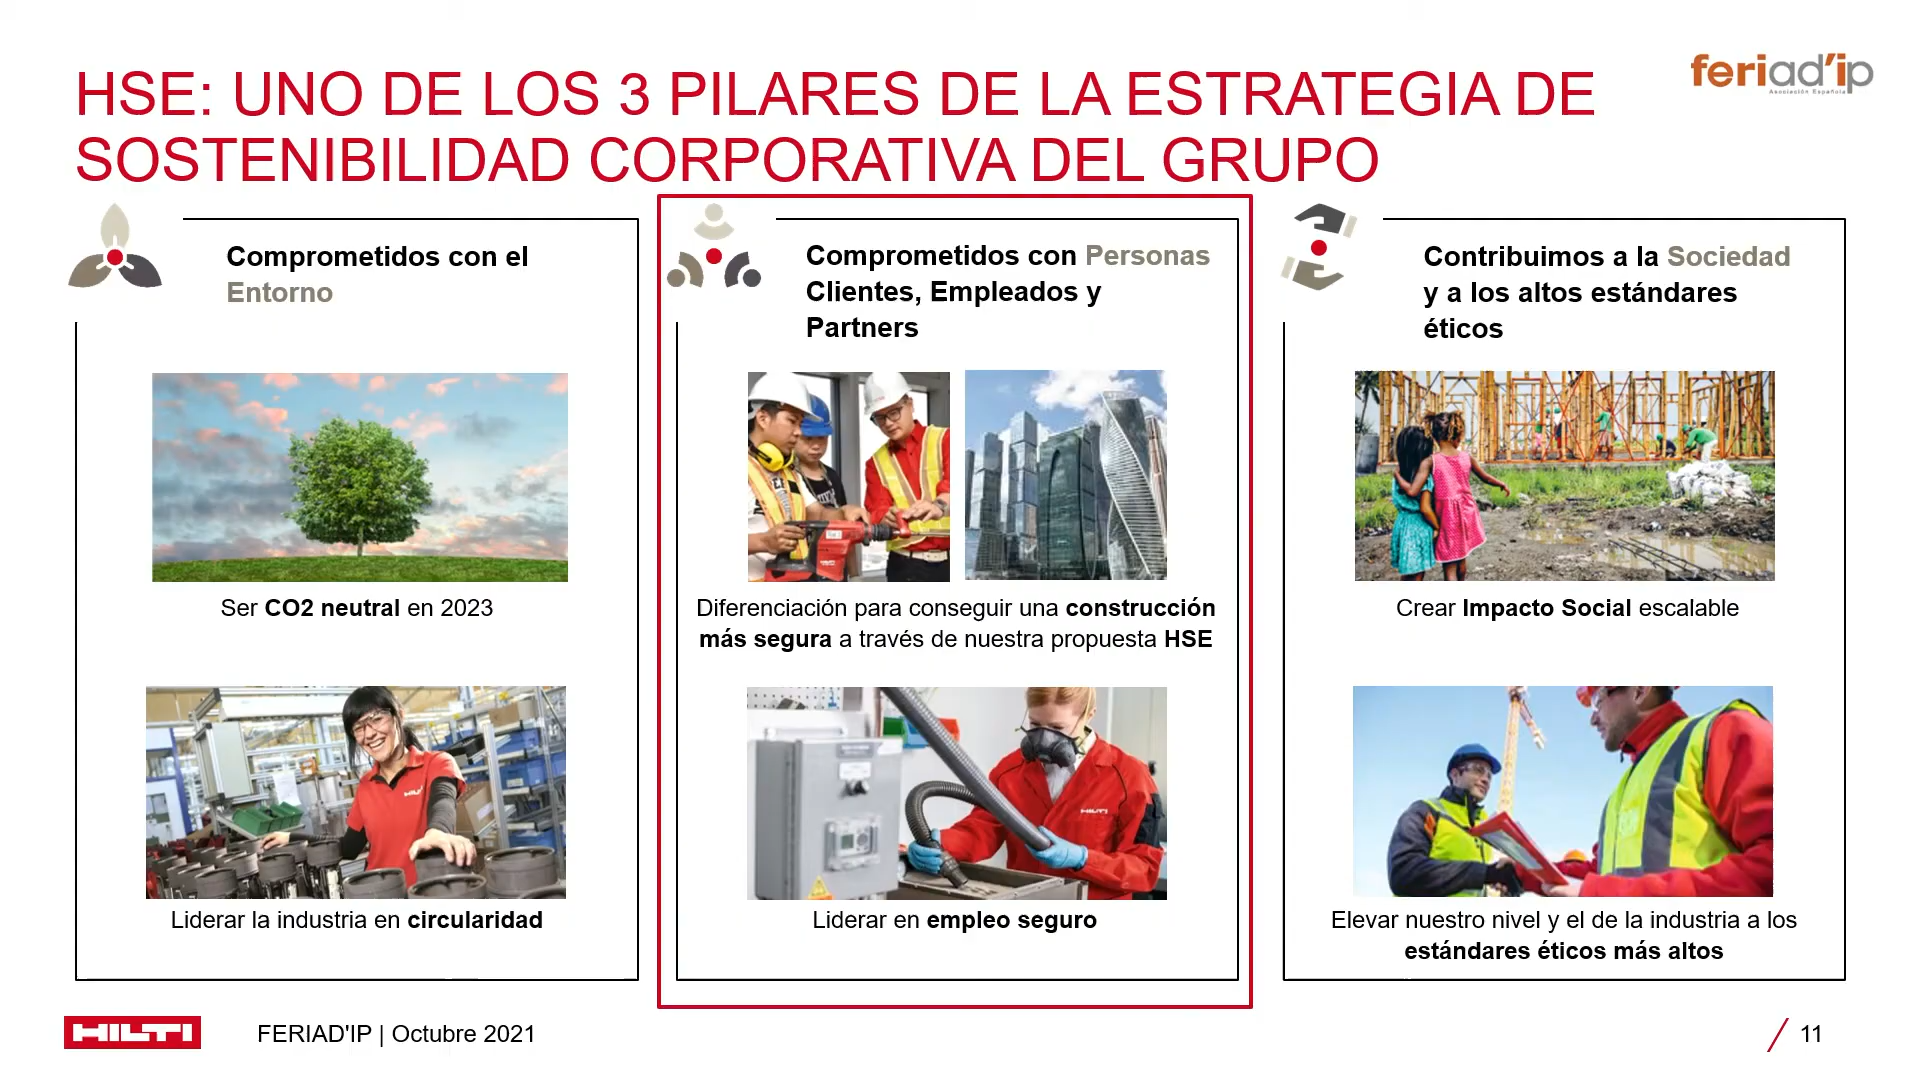 HSE: UNO DE LOS 3 PILARES DE LA ESTRATEGIA DE
SOSTENIBILIDAD CORPORATIVA DEL GRUPO
feriad'ip
Asociación Española
Comprometidos con el
Entorno
Ser CO2 neutral en 2023
HILTI
Liderar la industria en circularidad
Comprometidos con Personas
Clientes, Empleados y
Partners
Diferenciación para conseguir una construcción
más segura a través de nuestra propuesta HSE
HILTI
Liderar en empleo seguro
Contribuimos a la Sociedad
y a los altos estándares
éticos
Crear Impacto Social escalable
Elevar nuestro nivel y el de la industria a los
estándares éticos más altos
HILTI
FERIAD'IP | Octubre 2021
11